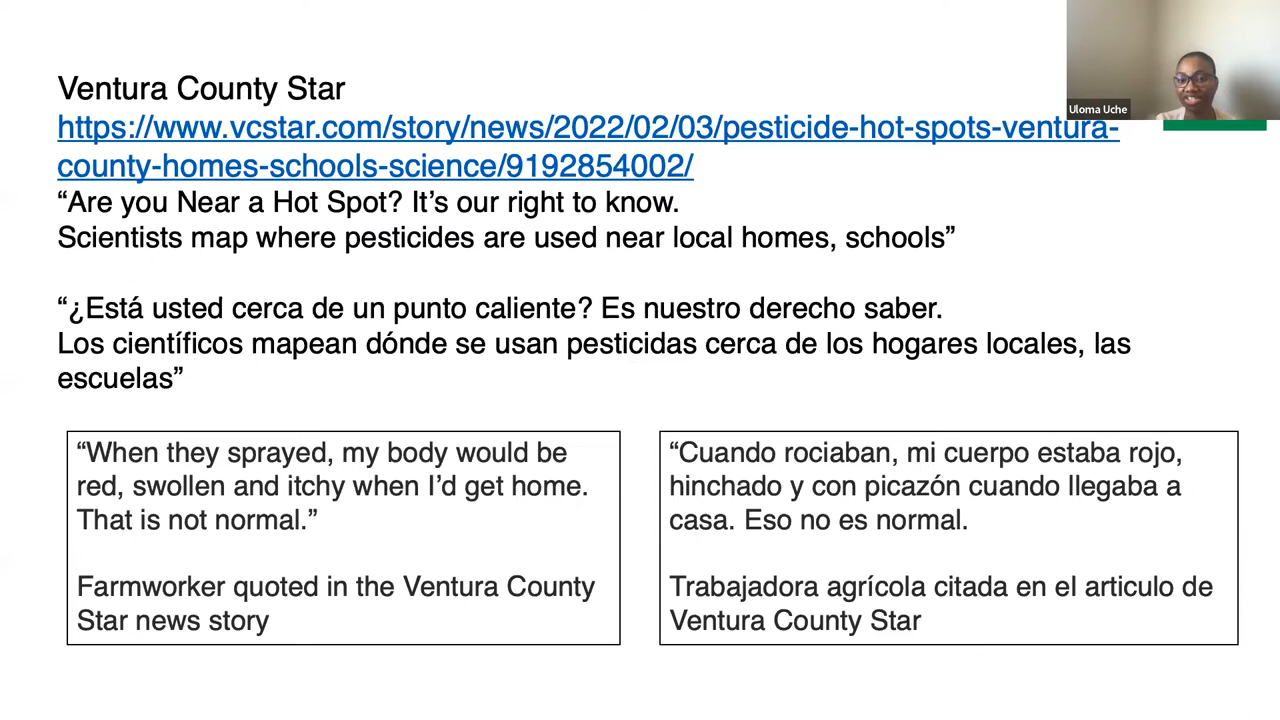 Ventura County Star
https://www.vcstar.com/story/news/2022/02/03/pesticide-hot-spots-ventura-
county-homes-schools-science/9192854002/
“Are you Near a Hot Spot? It’s our right to know.
Scientists map where pesticides are used near local homes, schools”
“¿Está usted cerca de un punto caliente? Es nuestro derecho saber.
Los científicos mapean dónde se usan pesticidas cerca de los hogares locales, las
escuelas”
“When they sprayed, my body would be
red, swollen and itchy when I’d get home.
That is not normal.”
Farmworker quoted in the Ventura County
Star news story
“Cuando rociaban, mi cuerpo estaba rojo,
hinchado y con picazón cuando llegaba a
casa. Eso no es normal.
Trabajadora agrícola citada en el articulo de
Ventura County Star
Uloma Uche